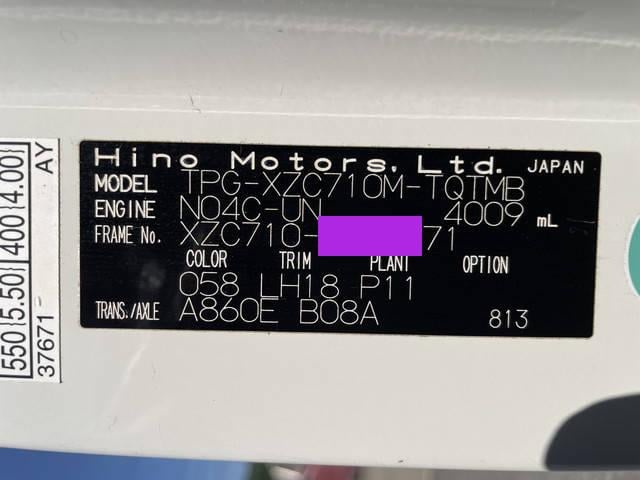 Hino Motors, Ltd. JAPAN
MODEL TPG-XZC710M-TQTMB
ENGINE N04C-UN 4009 mL
FRAME No. XZC710- 71
COLOR TRIM PLANT OPTION
058 LH18 P11
TRANS./AXLE A860E B08A 813
550 5.50 400 4.00
37671 AY